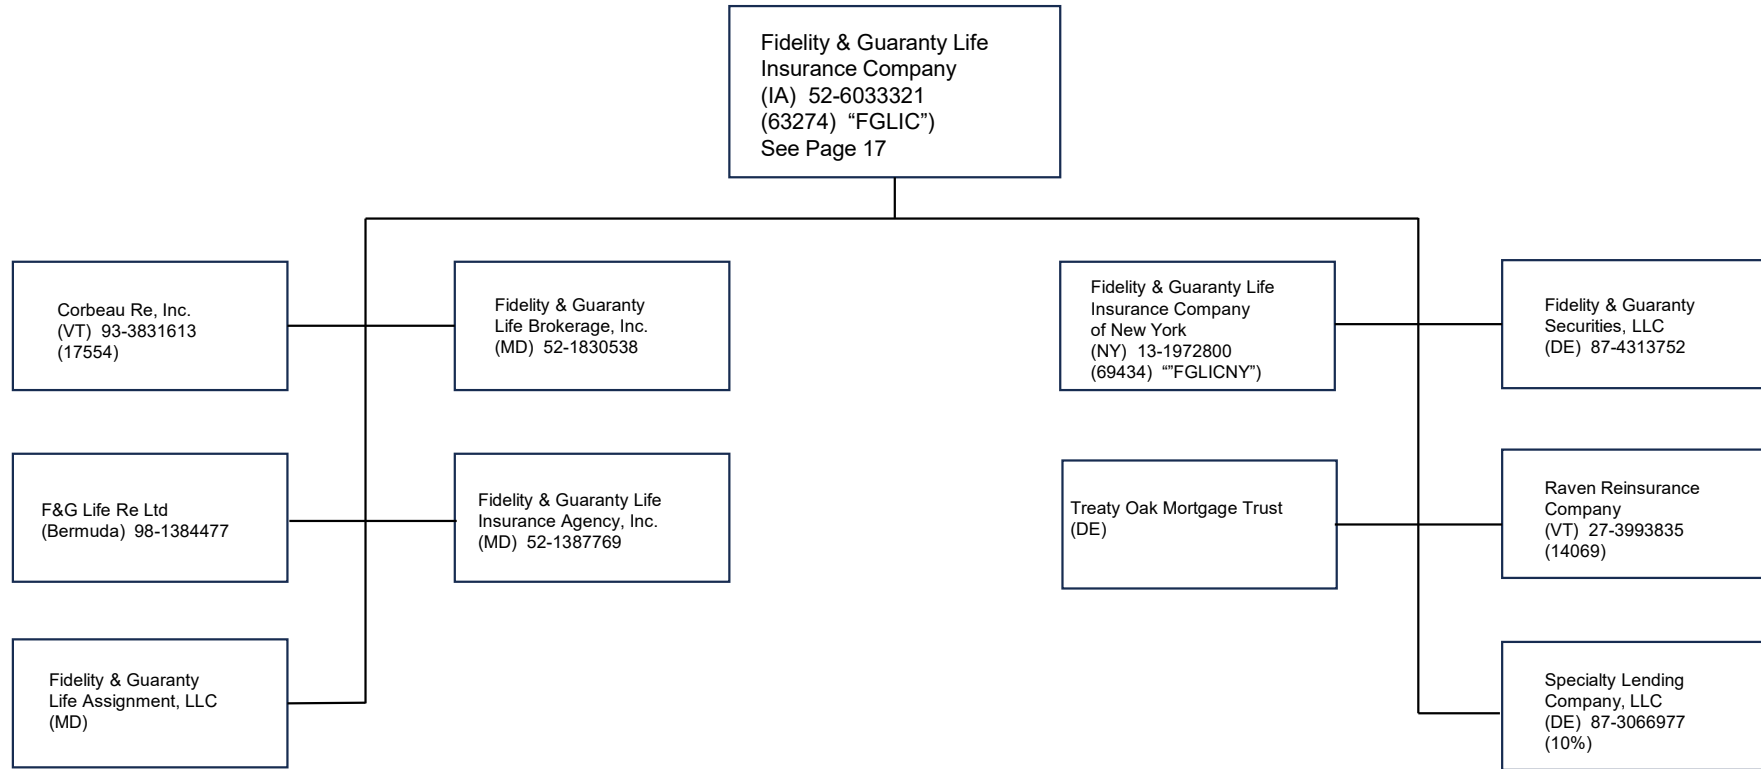 Fidelity & Guaranty Life
Insurance Company
(IA) 52-6033321
(63274) “FGLIC”)
See Page 17
Corbeau Re, Inc.
(VT) 93-3831613
(17554)
Fidelity & Guaranty
Life Brokerage, Inc.
(MD) 52-1830538
Fidelity & Guaranty Life
Insurance Company
of New York
(NY) 13-1972800
(69434) “”FGLICNY”)
Fidelity & Guaranty
Securities, LLC
(DE) 87-4313752
F&G Life Re Ltd
(Bermuda) 98-1384477
Fidelity & Guaranty Life
Insurance Agency, Inc.
(MD) 52-1387769
Treaty Oak Mortgage Trust
(DE)
Raven Reinsurance
Company
(VT) 27-3993835
(14069)
Fidelity & Guaranty
Life Assignment, LLC
(MD)
Specialty Lending
Company, LLC
(DE) 87-3066977
(10%)